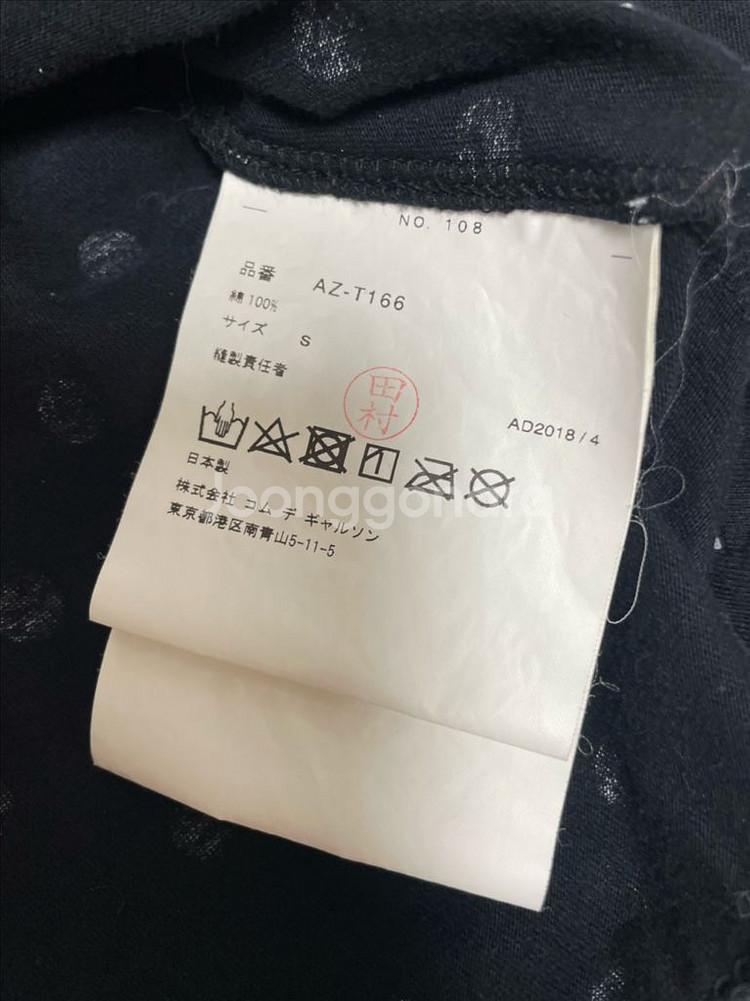 NO. 108
品番 AZ-T166
綿 100%
サイズ S
縫製責任者
田村
AD2018/4
日本製
株式会社 コム デ ギャルソン
東京都港区南青山5-11-5
Joonggonara